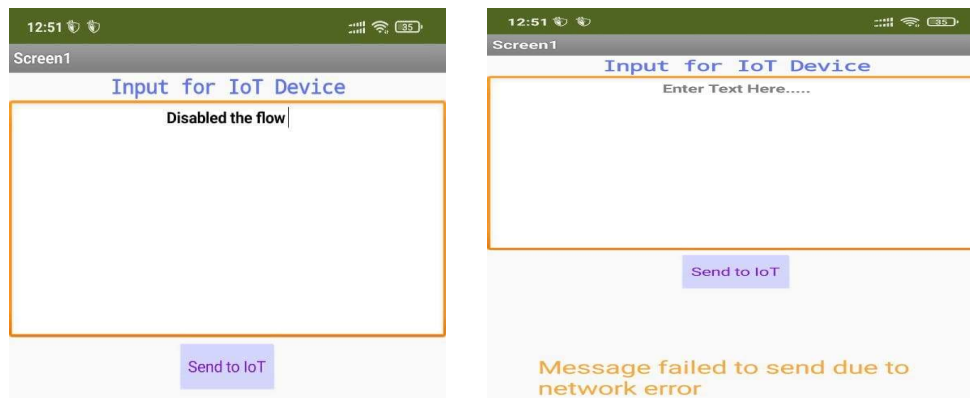 12:51
35
Screen1
Input for IoT Device
Disabled the flow
Send to IoT
12:51
35
Screen1
Input for IoT Device
Enter Text Here.....
Send to IoT
Message failed to send due to
network error